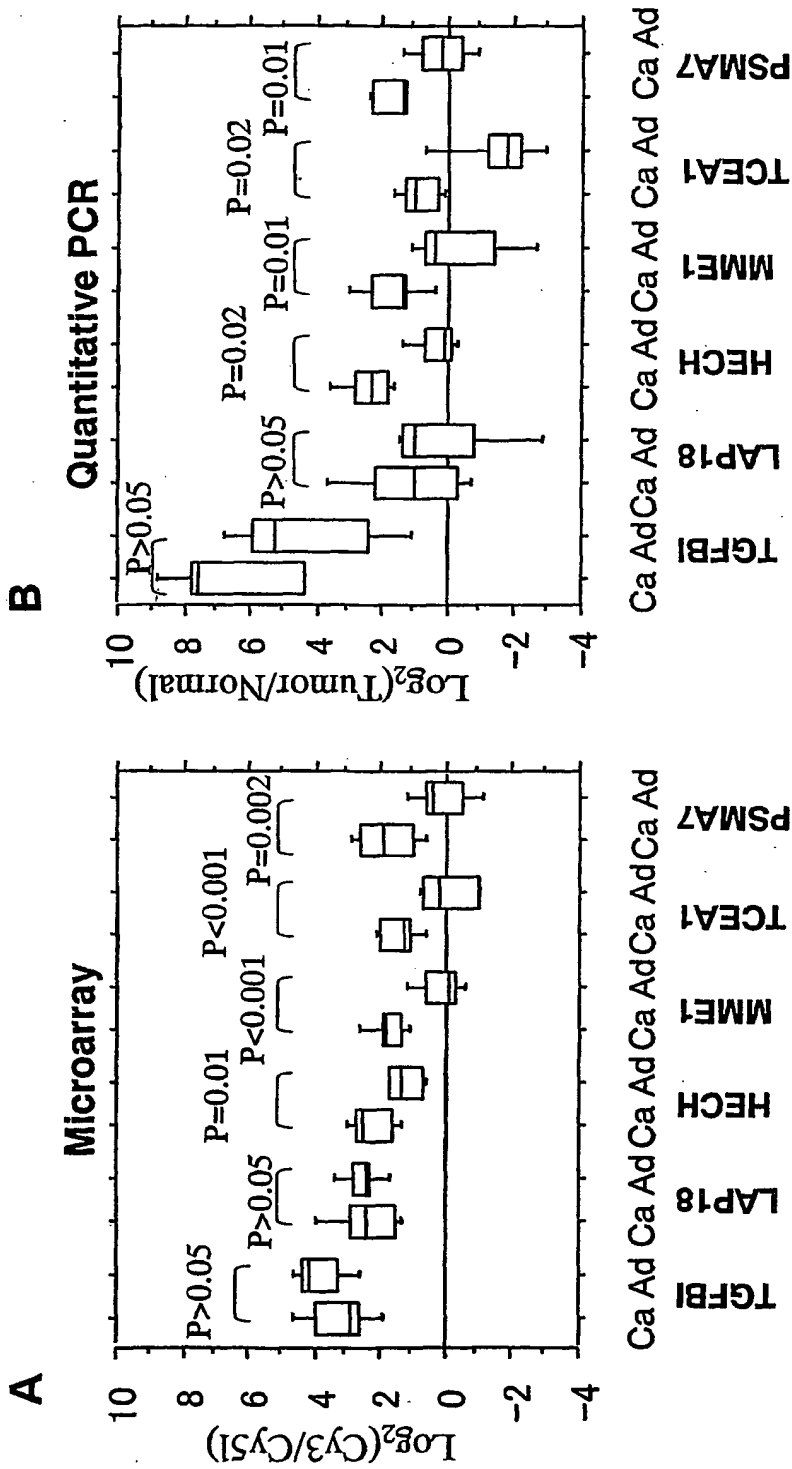 A
Microarray
Log2(Cy3/Cy5l)
10
8
6
4
2
0
−2
−4
P>0.05
P>0.05
P=0.01
P<0.001
P<0.001
P=0.002
Ca Ad Ca Ad Ca Ad Ca Ad Ca Ad Ca Ad
TGFBI
LAP18
HECH
MME1
TCEA1
PSMA7
B
Quantitative PCR
Log2(Tumor/Normal)
10
8
6
4
2
0
−2
−4
P>0.05
P>0.05
P=0.02
P=0.01
P=0.02
P=0.01
Ca Ad Ca Ad Ca Ad Ca Ad Ca Ad Ca Ad
TGFBI
LAP18
HECH
MME1
TCEA1
PSMA7